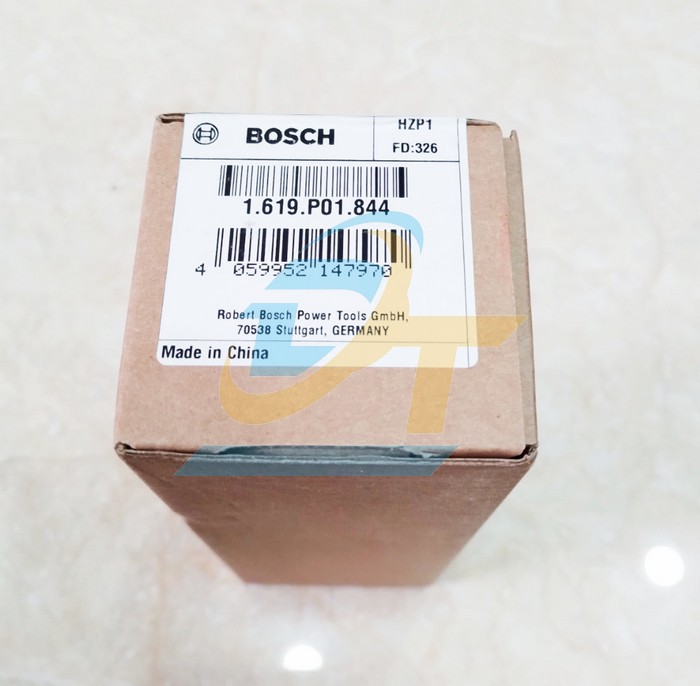 BOSCH
HZP1
FD:326
1.619.P01.844
4 059952 147970
Robert Bosch Power Tools GmbH,
70538 Stuttgart, GERMANY
Made in China
DT